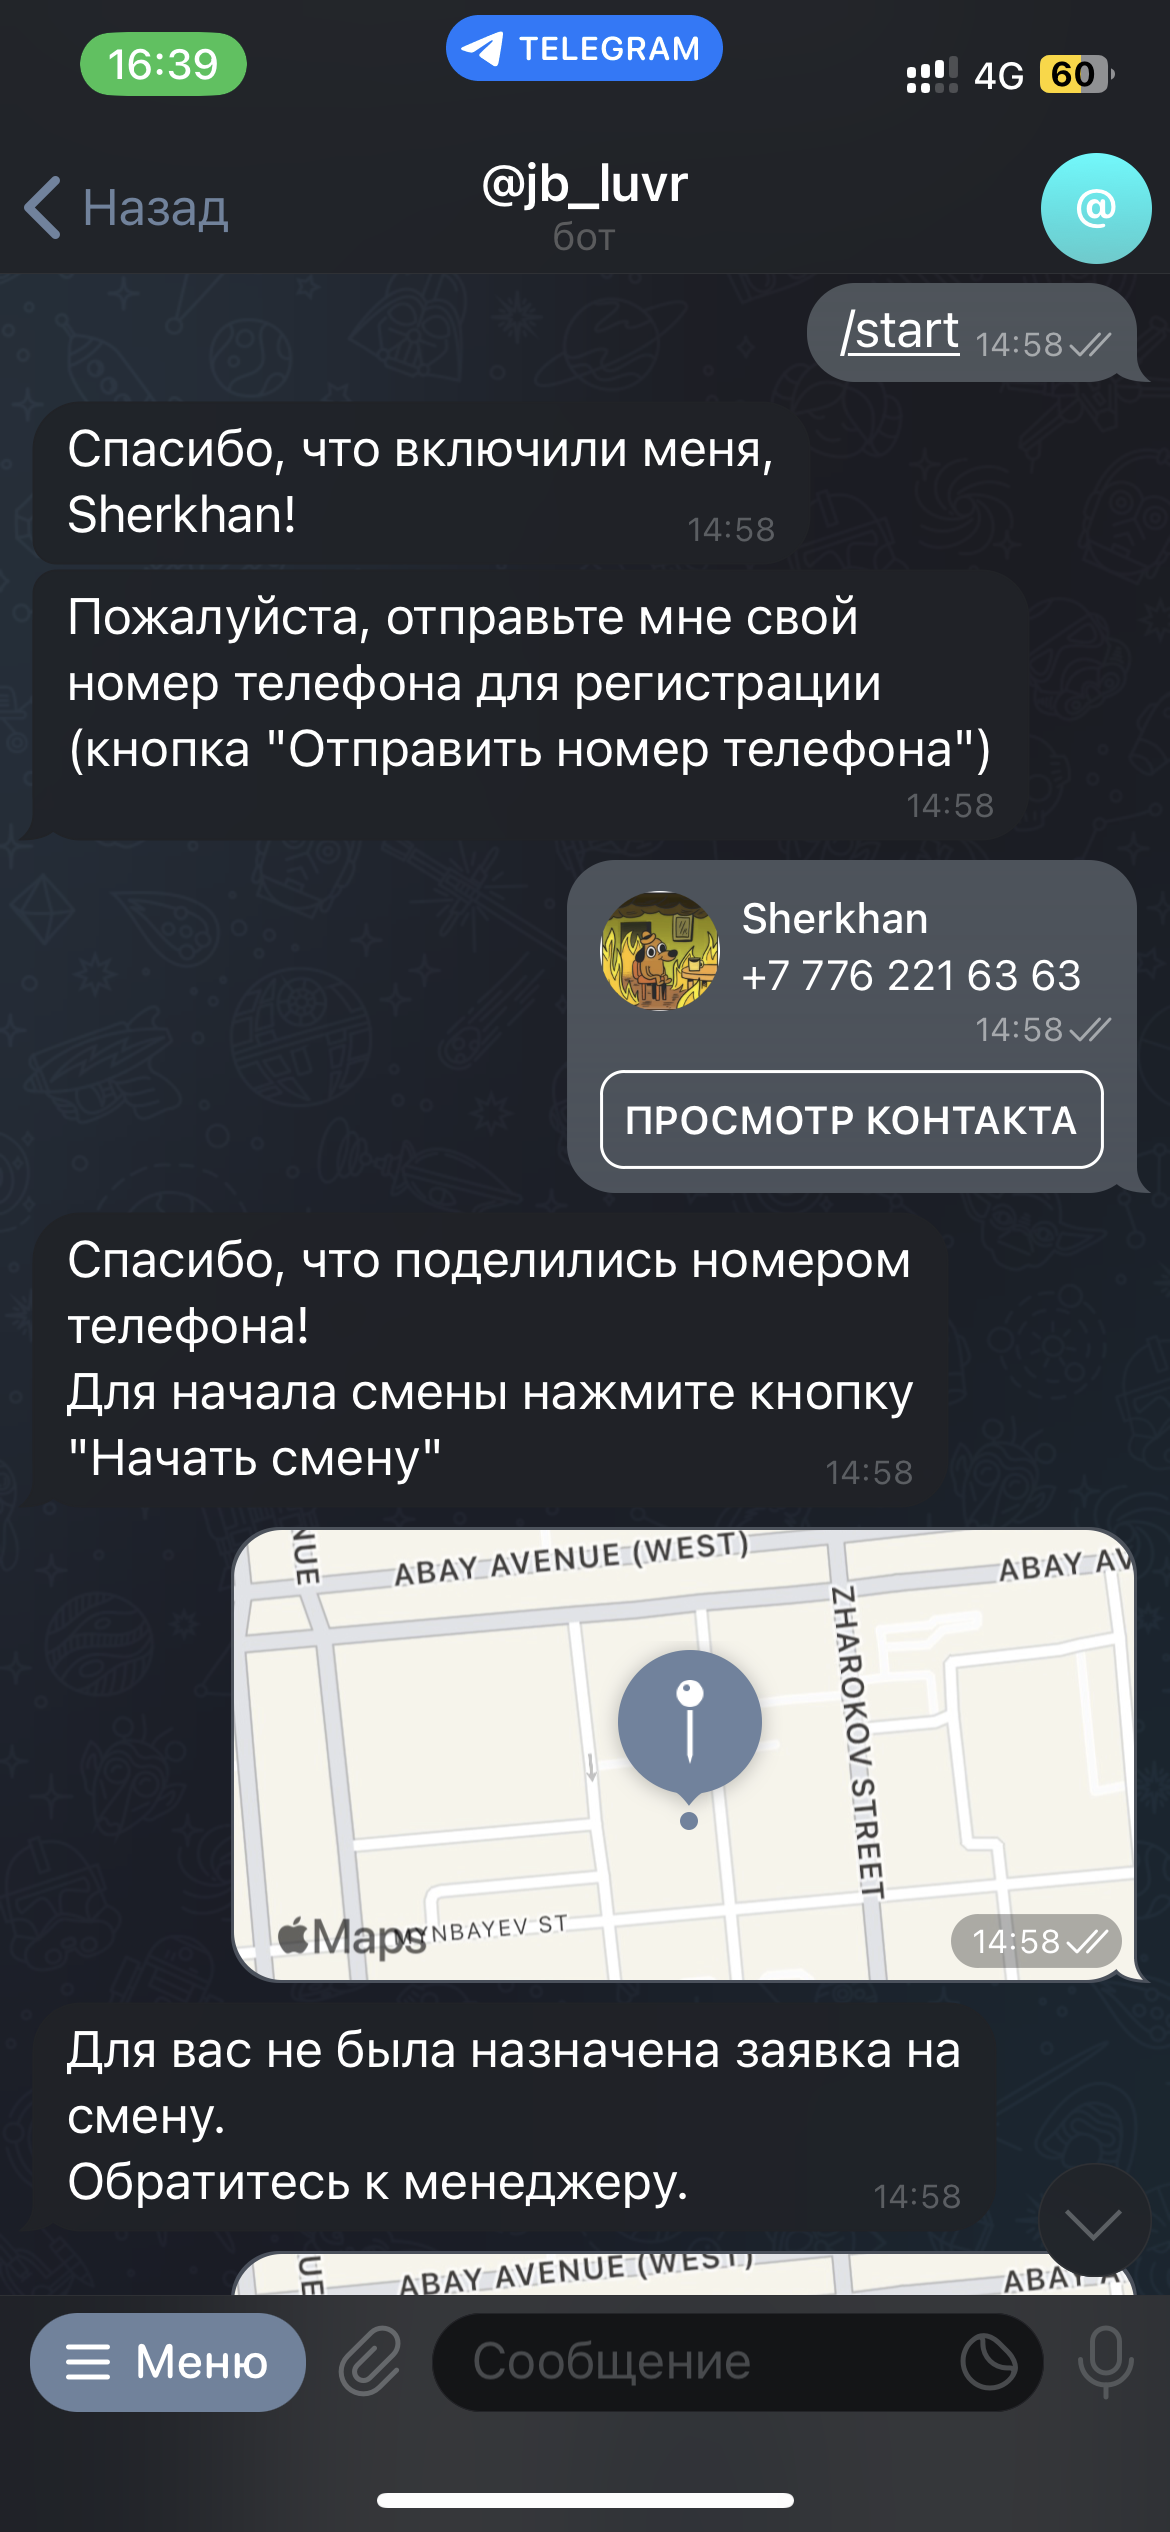 16:39
TELEGRAM
4G
60
Назад
@jb_luvr
бот
@
/start 14:58
Спасибо, что включили меня,
Sherkhan!
14:58
Пожалуйста, отправьте мне свой
номер телефона для регистрации
(кнопка "Отправить номер телефона")
14:58
Sherkhan
+7 776 221 63 63
14:58
ПРОСМОТР КОНТАКТА
Спасибо, что поделились номером
телефона!
Для начала смены нажмите кнопку
"Начать смену"
14:58
NUE
ABAY AVENUE (WEST)
ABAY AV
ZHAROKOV STREET
MYNBAYEV ST
Maps
14:58
Для вас не была назначена заявка на
смену.
Обратитесь к менеджеру.
14:58
UE
ABAY AVENUE (WEST)
ABAY A
Меню
Сообщение